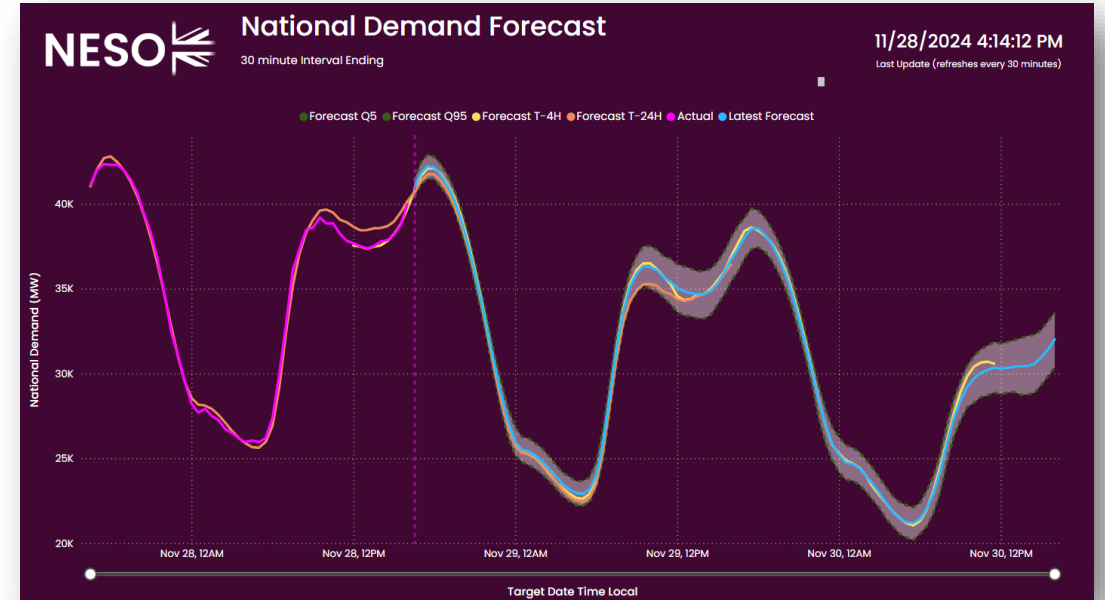 NESO
National Demand Forecast
30 minute Interval Ending
11/28/2024 4:14:12 PM
Last Update (refreshes every 30 minutes)
Forecast Q5 Forecast Q95 Forecast T-4H Forecast T-24H Actual Latest Forecast
National Demand (MW)
40K
35K
30K
25K
20K
Nov 28, 12AM Nov 28, 12PM Nov 29, 12AM Nov 29, 12PM Nov 30, 12AM Nov 30, 12PM
Target Date Time Local